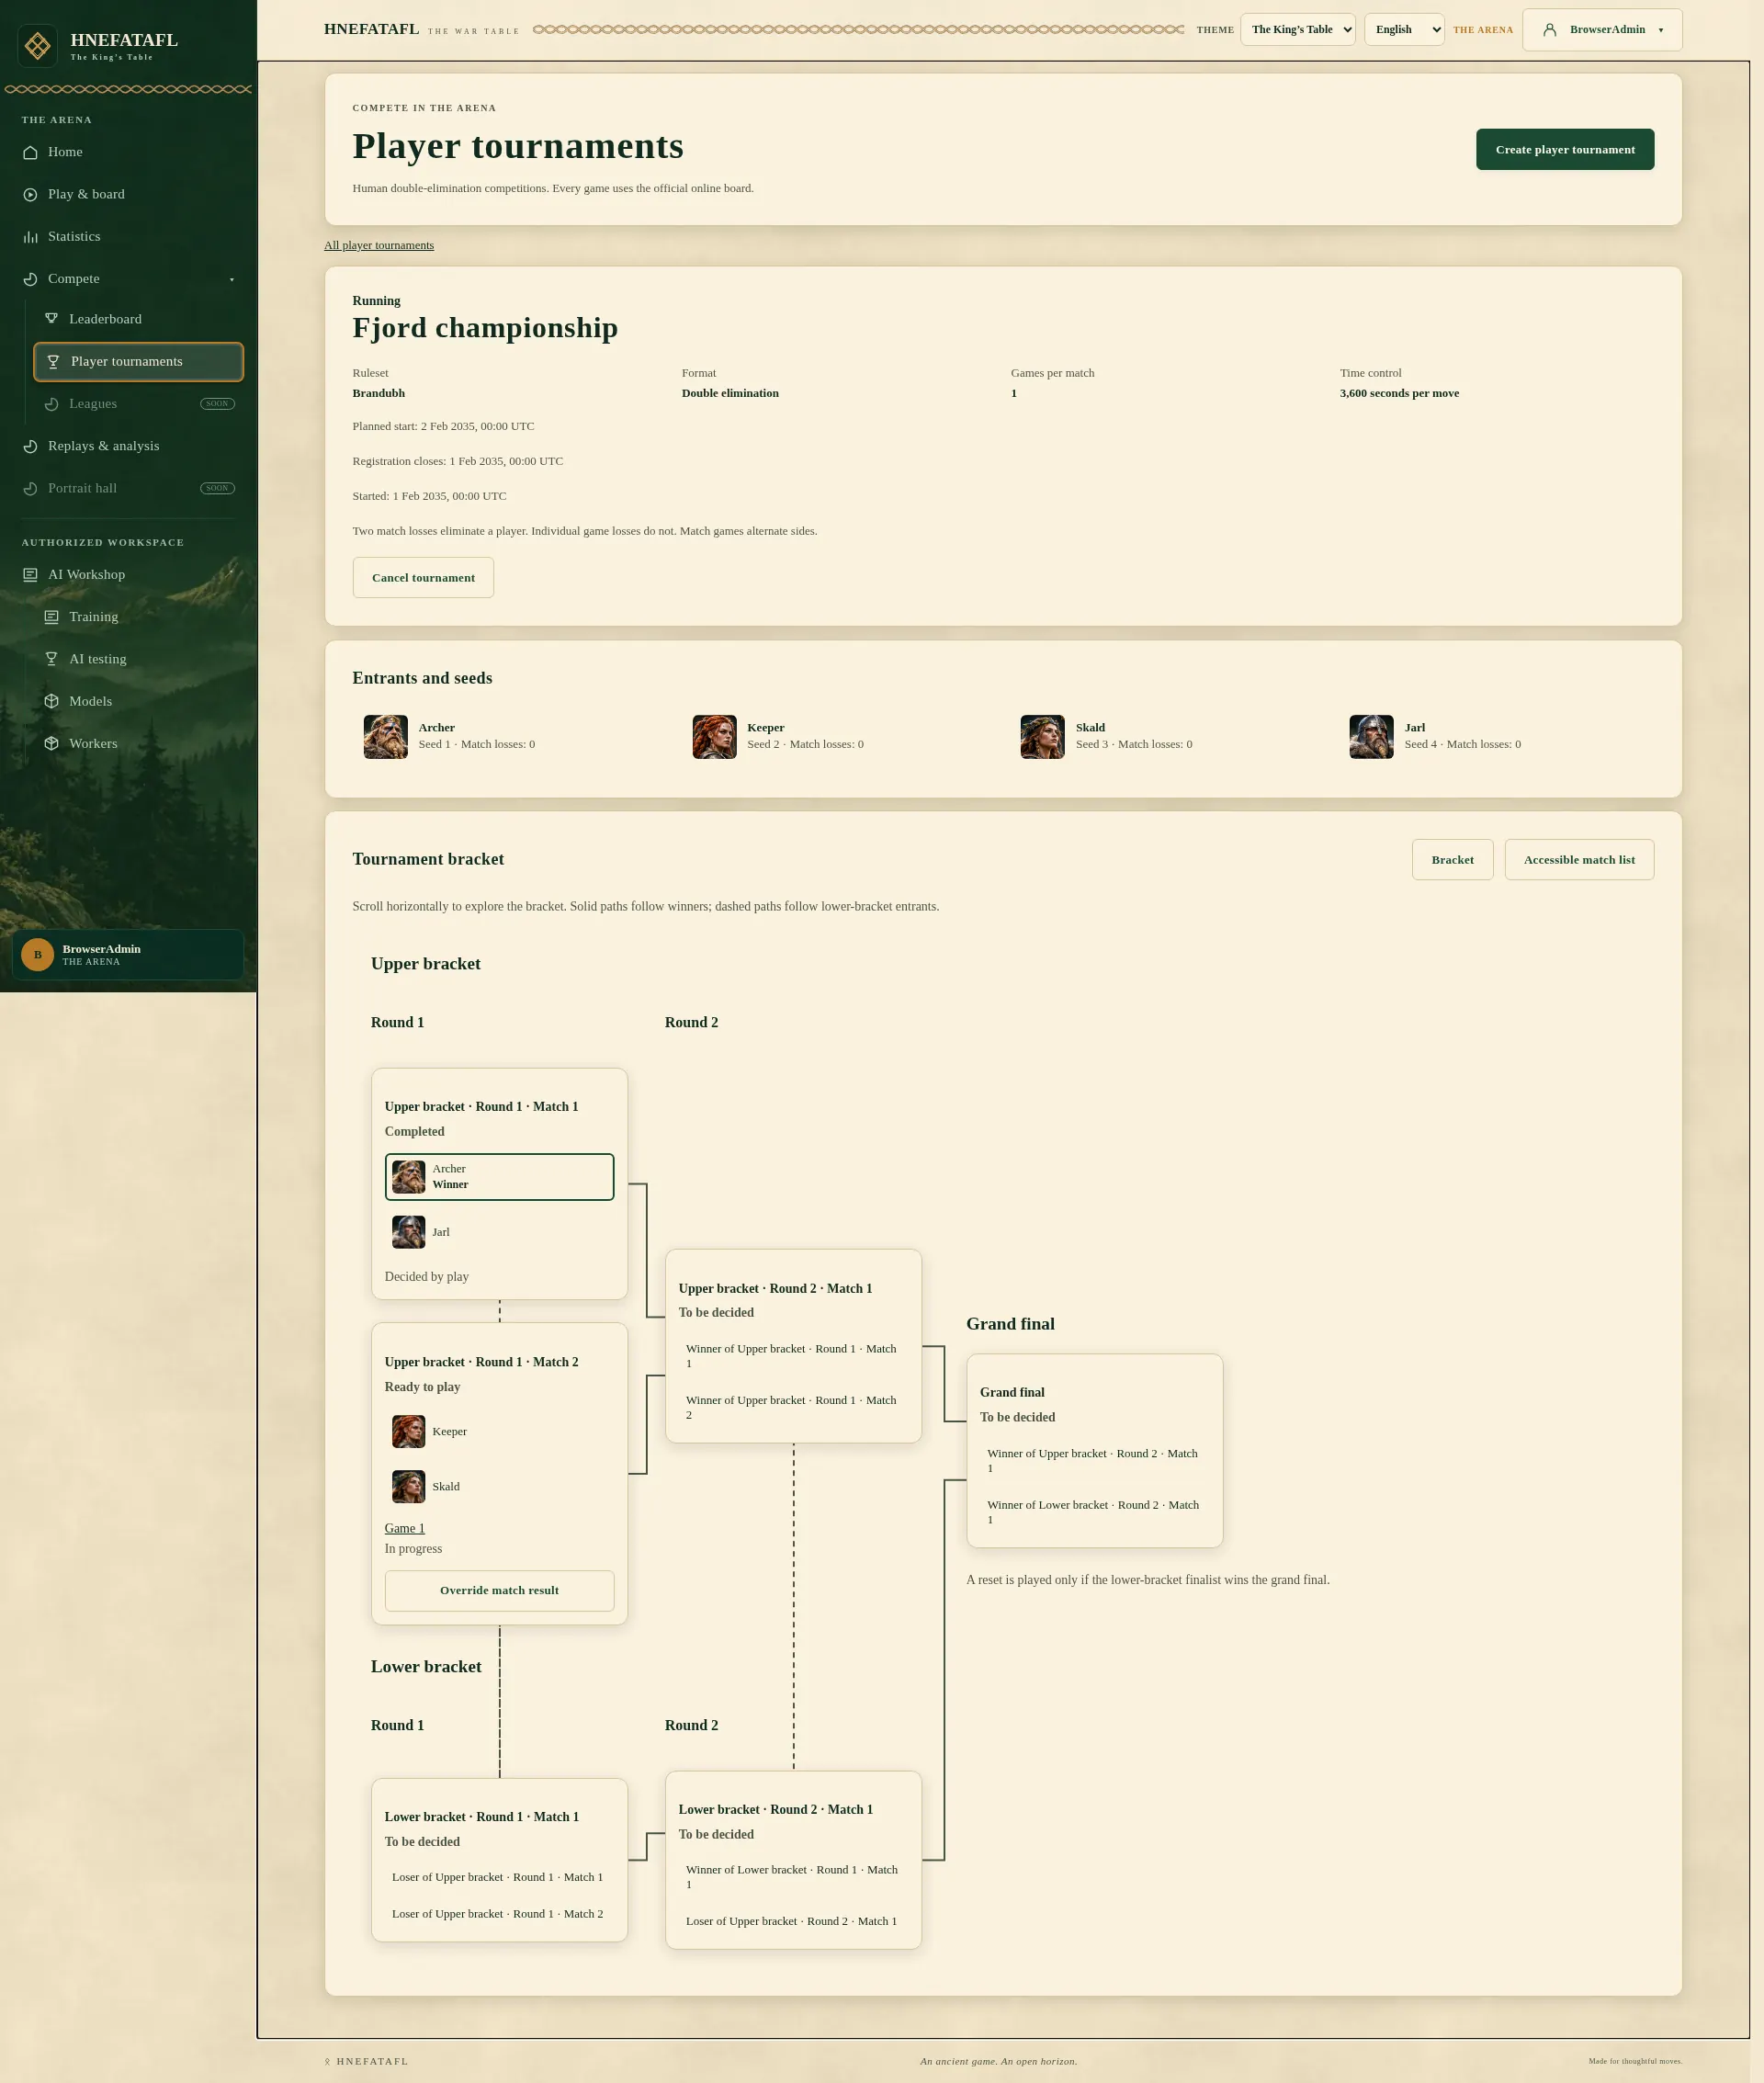 HNEFATAFL
The King's Table
THE ARENA
Home
Play & board
Statistics
Compete
Leaderboard
Player tournaments
Leagues SOON
Replays & analysis
Portrait hall SOON
AUTHORIZED WORKSPACE
AI Workshop
Training
AI testing
Models
Workers
B BrowserAdmin
THE ARENA
HNEFATAFL THE WAR TABLE THEME The King's Table English THE ARENA BrowserAdmin
COMPETE IN THE ARENA
Player tournaments
Create player tournament
Human double-elimination competitions. Every game uses the official online board.
All player tournaments
Running
Fjord championship
Ruleset Format Games per match Time control
Brandubh Double elimination 1 3,600 seconds per move
Planned start: 2 Feb 2035, 00:00 UTC
Registration closes: 1 Feb 2035, 00:00 UTC
Started: 1 Feb 2035, 00:00 UTC
Two match losses eliminate a player. Individual game losses do not. Match games alternate sides.
Cancel tournament
Entrants and seeds
Archer
Seed 1 · Match losses: 0
Keeper
Seed 2 · Match losses: 0
Skald
Seed 3 · Match losses: 0
Jarl
Seed 4 · Match losses: 0
Tournament bracket
Bracket Accessible match list
Scroll horizontally to explore the bracket. Solid paths follow winners; dashed paths follow lower-bracket entrants.
Upper bracket
Round 1 Round 2
Upper bracket · Round 1 · Match 1
Completed
Archer
Winner
Jarl
Decided by play
Upper bracket · Round 1 · Match 2
Ready to play
Keeper
Skald
Game 1
In progress
Override match result
Upper bracket · Round 2 · Match 1
To be decided
Winner of Upper bracket · Round 1 · Match
1
Winner of Upper bracket · Round 1 · Match
2
Grand final
Grand final
To be decided
Winner of Upper bracket · Round 2 · Match
1
Winner of Lower bracket · Round 2 · Match
1
A reset is played only if the lower-bracket finalist wins the grand final.
Lower bracket
Round 1 Round 2
Lower bracket · Round 1 · Match 1
To be decided
Loser of Upper bracket · Round 1 · Match 1
Loser of Upper bracket · Round 1 · Match 2
Lower bracket · Round 2 · Match 1
To be decided
Winner of Lower bracket · Round 1 · Match
1
Loser of Upper bracket · Round 2 · Match 1
HNEFATAFL
An ancient game. An open horizon.
Made for thoughtful moves.